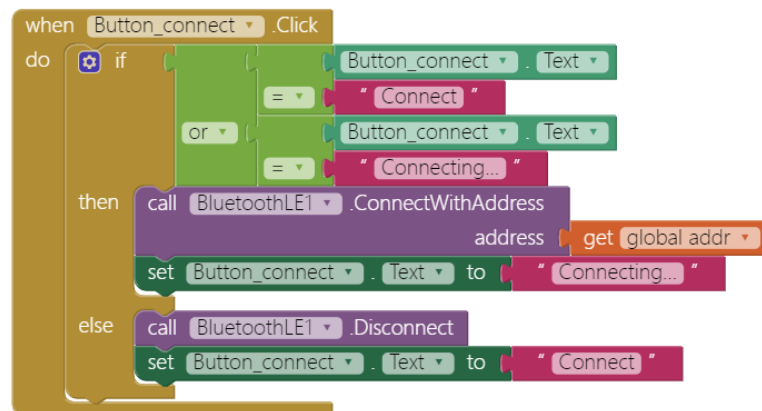 when Button_connect .Click
do if Button_connect . Text
= " Connect "
or Button_connect . Text
= " Connecting... "
then call BluetoothLE1 .ConnectWithAddress
address get global addr
set Button_connect . Text to " Connecting... "
else call BluetoothLE1 .Disconnect
set Button_connect . Text to " Connect "